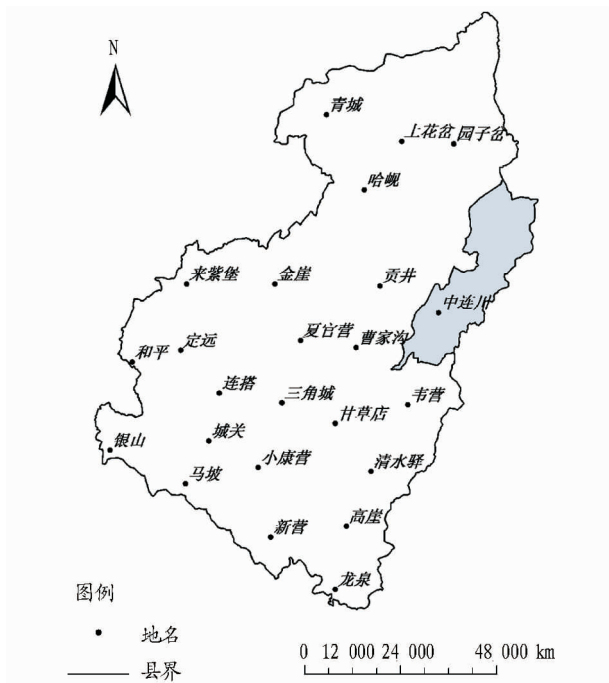 N
青城
上花岔 园子岔
哈岘
来紫堡 金崖 贡井
中连川
夏官营 曹家沟
定远
和平
连搭 三角城 韦营
甘草店
城关
银山
小康营 清水驿
马坡
高崖
新营
龙泉
图例
地名
县界
0 12 000 24 000 48 000 km